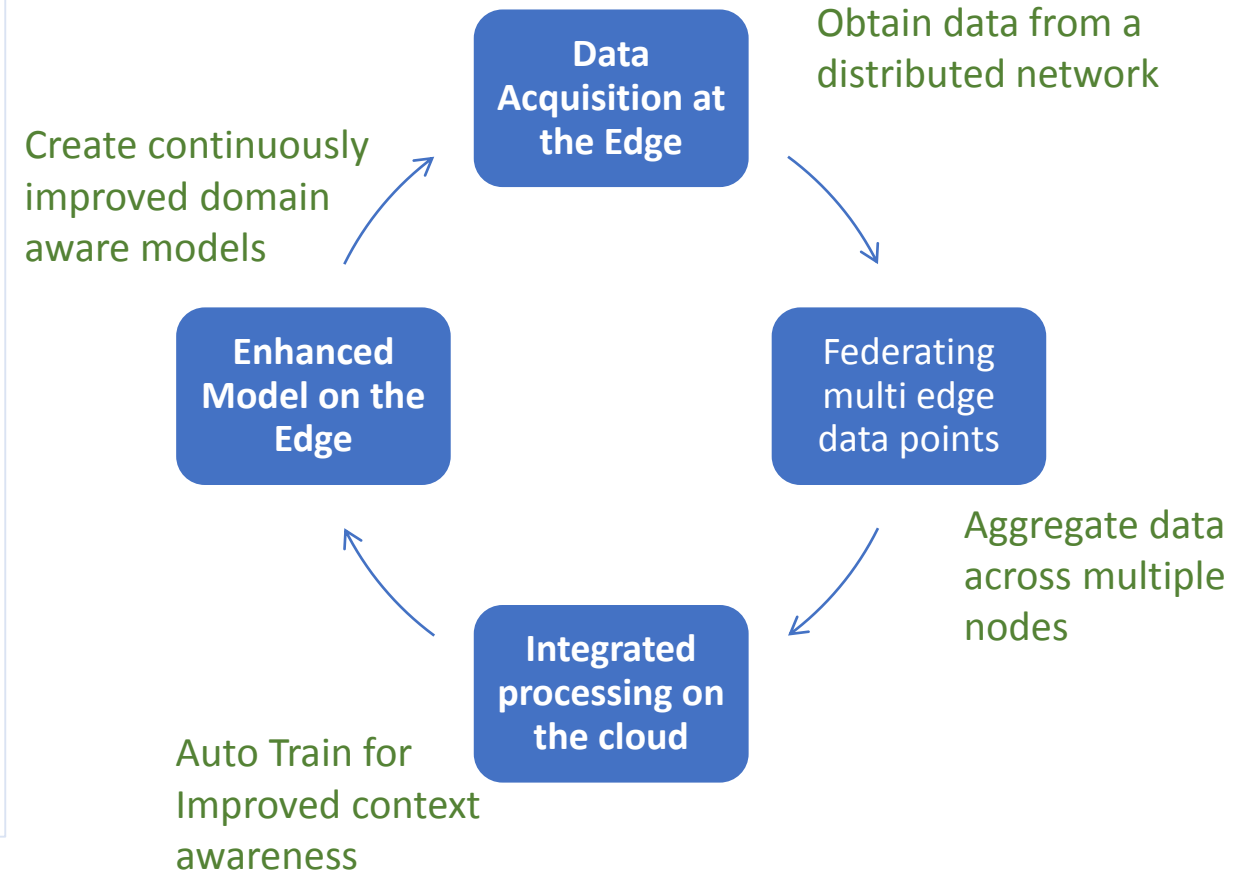 Data
Acquisition at
the Edge
Obtain data from a
distributed network
Federating
multi edge
data points
Aggregate data
across multiple
nodes
Integrated
processing on
the cloud
Auto Train for
Improved context
awareness
Enhanced
Model on the
Edge
Create continuously
improved domain
aware models